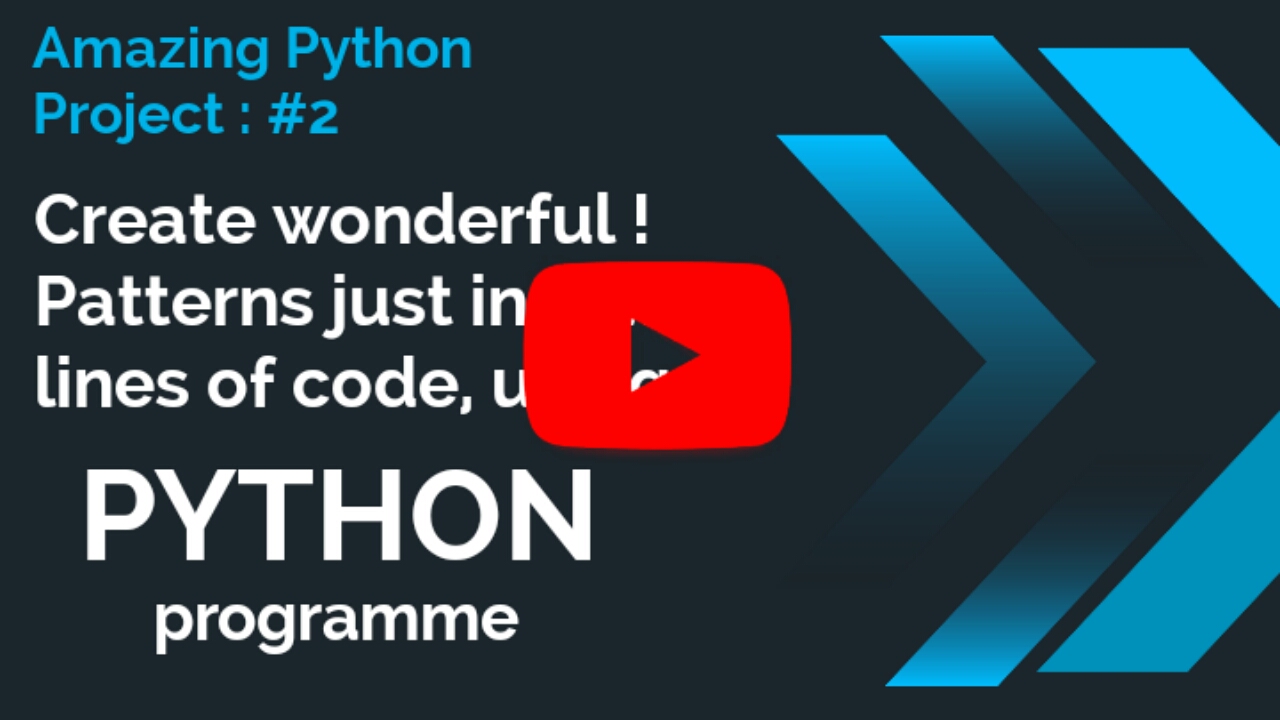 Amazing Python
Project : #2
Create wonderful !
Patterns just in
lines of code,
PYTHON
programme